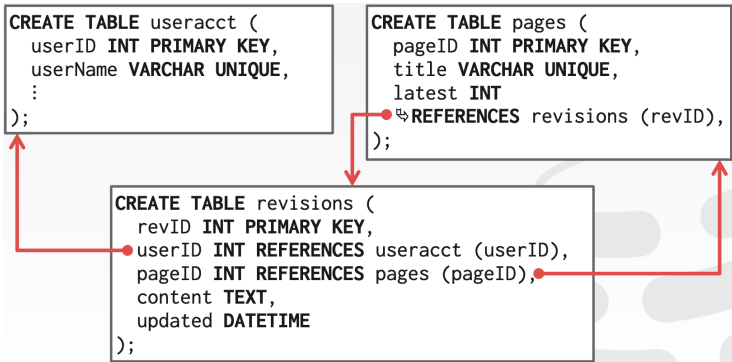 CREATE TABLE useracct (
userID INT PRIMARY KEY,
userName VARCHAR UNIQUE,
⋮
);
CREATE TABLE pages (
pageID INT PRIMARY KEY,
title VARCHAR UNIQUE,
latest INT
↳REFERENCES revisions (revID),
);
CREATE TABLE revisions (
revID INT PRIMARY KEY,
userID INT REFERENCES useracct (userID),
pageID INT REFERENCES pages (pageID),
content TEXT,
updated DATETIME
);